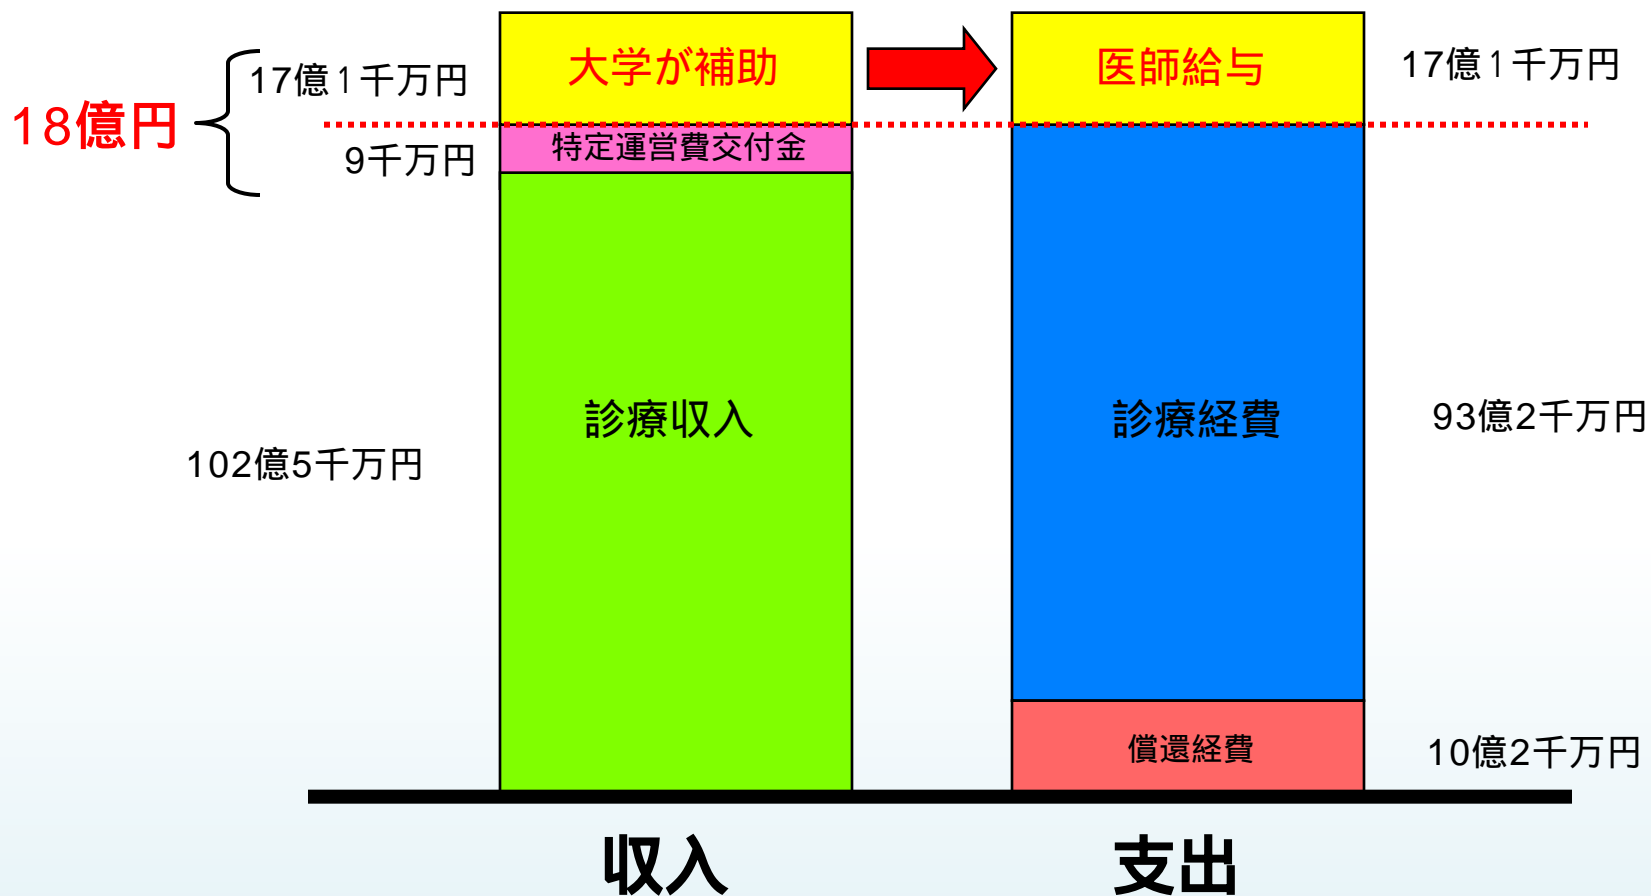 大学が補助
医師給与
17億1千万円
17億1千万円
18億円
特定運営費交付金
9千万円
診療収入
診療経費
93億2千万円
102億5千万円
償還経費
10億2千万円
収入
支出